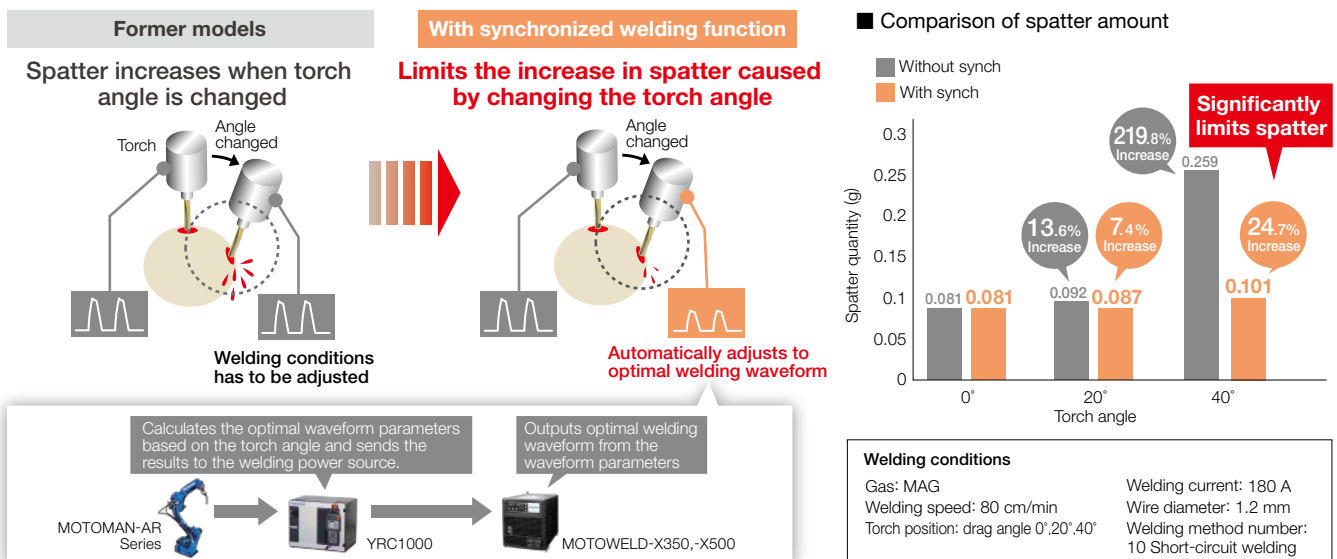 Former models
Spatter increases when torch
angle is changed
Torch
Angle
changed
Welding conditions
has to be adjusted
With synchronized welding function
Limits the increase in spatter caused
by changing the torch angle
Angle
changed
Automatically adjusts to
optimal welding waveform
Calculates the optimal waveform parameters
based on the torch angle and sends the
results to the welding power source.
Outputs optimal welding
waveform from the
waveform parameters
MOTOMAN-AR
Series
YRC1000
MOTOWELD-X350,-X500
■ Comparison of spatter amount
Without synch
With synch
Significantly
limits spatter
Spatter quantity (g)
0.3
0.25
0.2
0.15
0.1
0.05
0
0.081
0.081
13.6%
Increase
0.092
7.4%
Increase
0.087
219.8%
Increase
0.259
24.7%
Increase
0.101
0°
20°
40°
Torch angle
Welding conditions
Gas: MAG
Welding speed: 80 cm/min
Torch position: drag angle 0°,20°,40°
Welding current: 180 A
Wire diameter: 1.2 mm
Welding method number:
10 Short-circuit welding